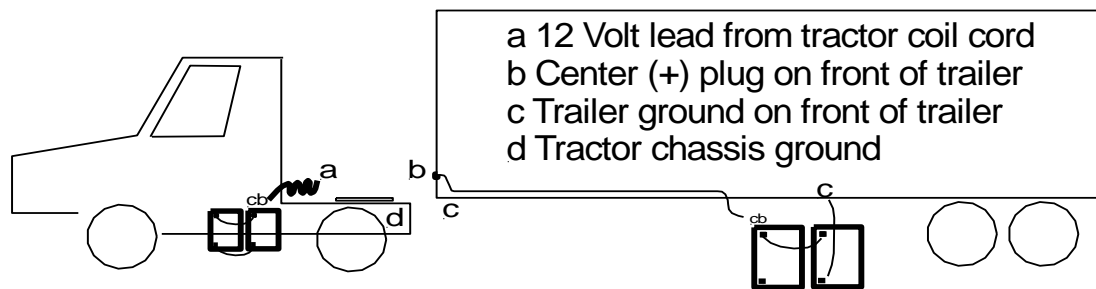 a 12 Volt lead from tractor coil cord
b Center (+) plug on front of trailer
c Trailer ground on front of trailer
d Tractor chassis ground
a
b
cb
c
d
c
cb